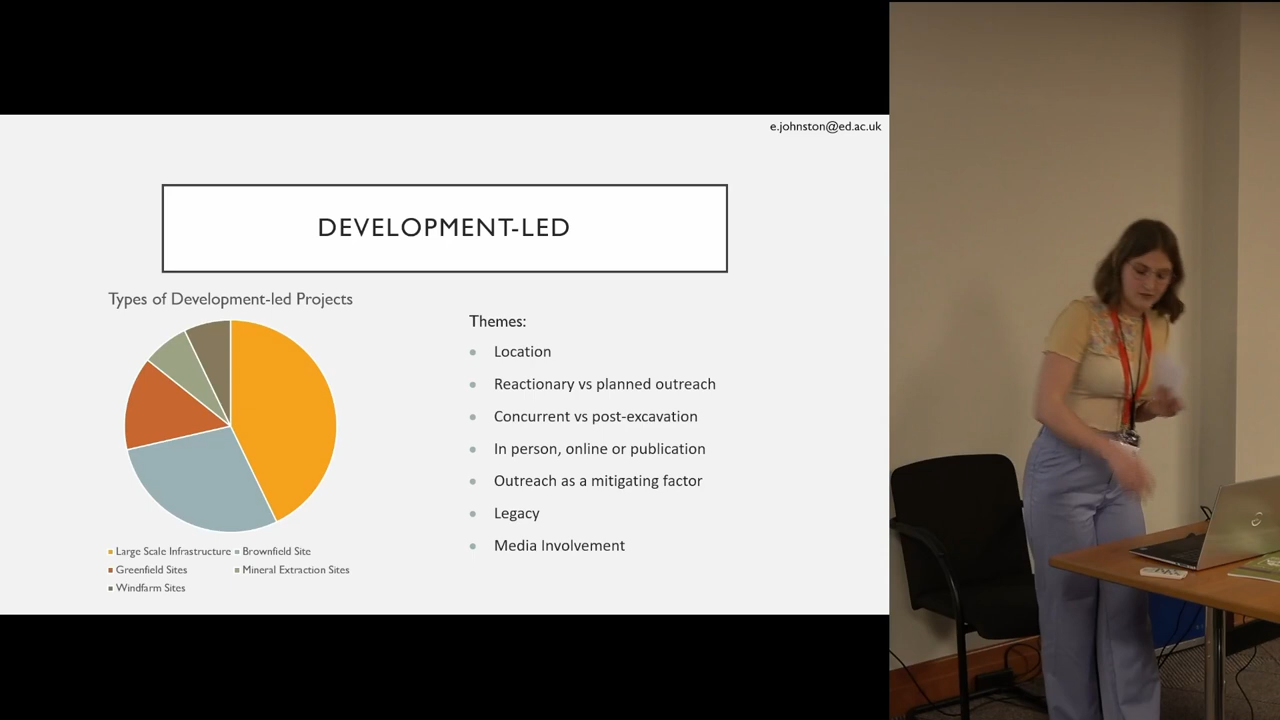 e.johnston@ed.ac.uk
DEVELOPMENT-LED
Types of Development-led Projects
Large Scale Infrastructure
Brownfield Site
Greenfield Sites
Mineral Extraction Sites
Windfarm Sites
Themes:
Location
Reactionary vs planned outreach
Concurrent vs post-excavation
In person, online or publication
Outreach as a mitigating factor
Legacy
Media Involvement